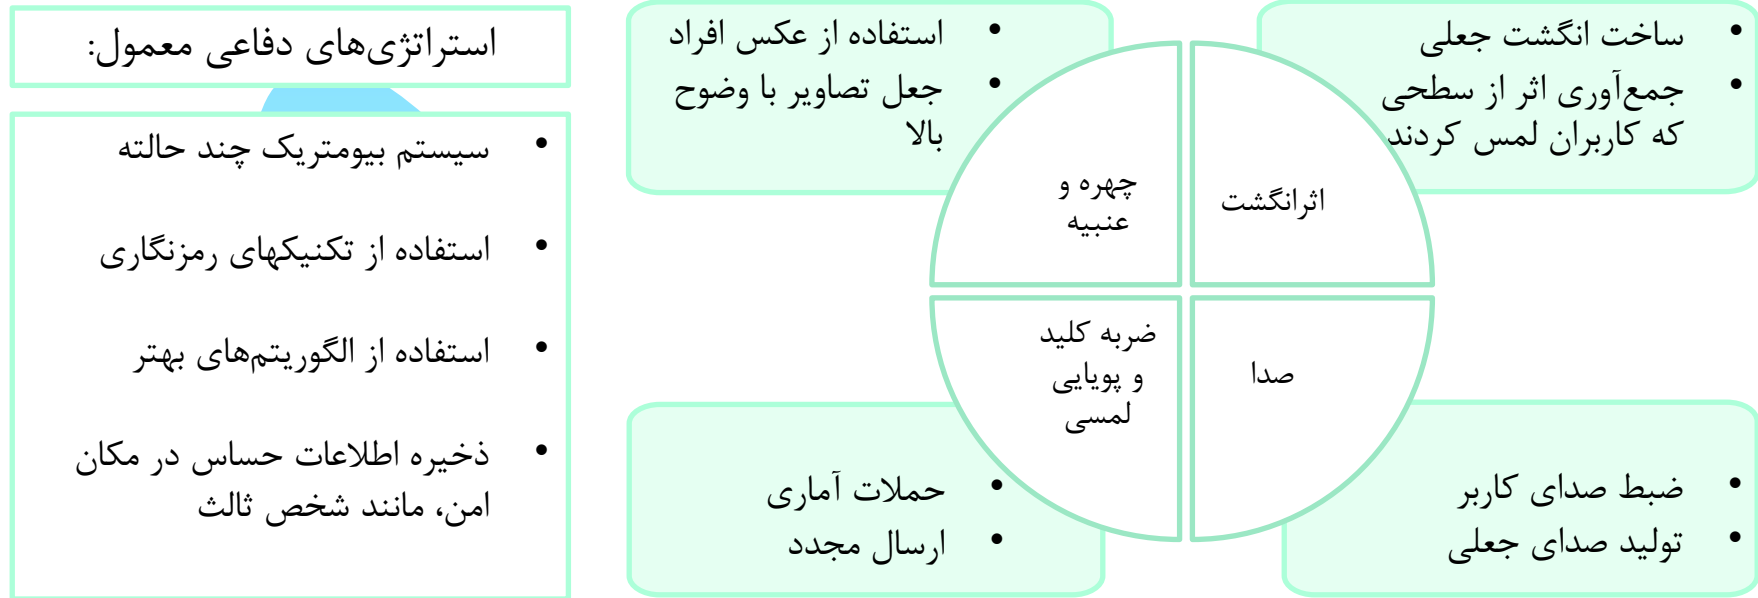 ساخت انگشت جعلی
جمع‌آوری اثر از سطحی
که کاربران لمس کردند
استفاده از عکس افراد
جعل تصاویر با وضوح
بالا
اثرانگشت
چهره و
عنبیه
صدا
ضربه کلید
و پویایی
لمسی
ضبط صدای کاربر
تولید صدای جعلی
حملات آماری
ارسال مجدد
استراتژی‌های دفاعی معمول:
سیستم بیومتریک چند حالته
استفاده از تکنیکهای رمزنگاری
استفاده از الگوریتم‌های بهتر
ذخیره اطلاعات حساس در مکان
امن، مانند شخص ثالث